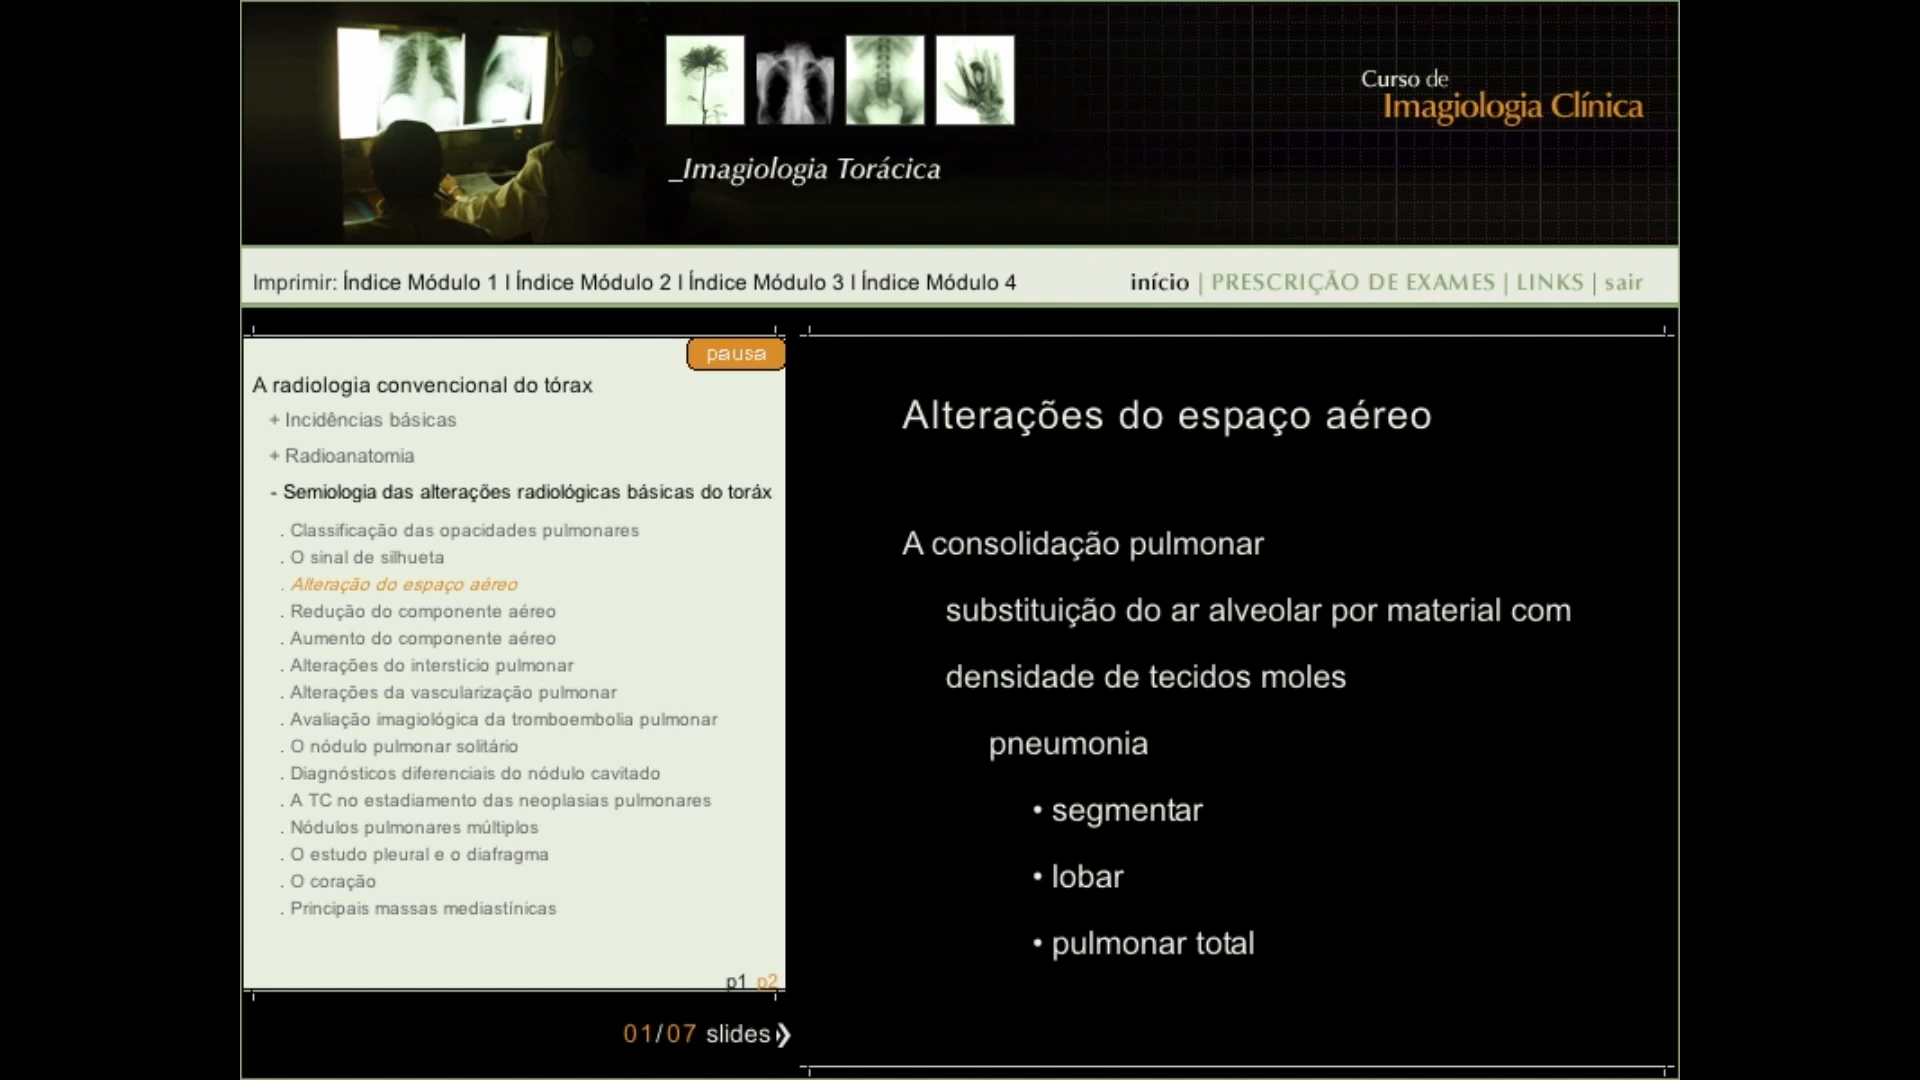 Curso de
Imagiologia Clínica
_Imagiologia Torácica
Imprimir: Índice Módulo 1 | Índice Módulo 2 | Índice Módulo 3 | Índice Módulo 4
início | PRESCRIÇÃO DE EXAMES | LINKS | sair
pausa
A radiologia convencional do tórax
+ Incidências básicas
+ Radioanatomia
- Semiologia das alterações radiológicas básicas do toráx
. Classificação das opacidades pulmonares
. O sinal de silhueta
. Alteração do espaço aéreo
. Redução do componente aéreo
. Aumento do componente aéreo
. Alterações do interstício pulmonar
. Alterações da vascularização pulmonar
. Avaliação imagiológica da tromboembolia pulmonar
. O nódulo pulmonar solitário
. Diagnósticos diferenciais do nódulo cavitado
. A TC no estadiamento das neoplasias pulmonares
. Nódulos pulmonares múltiplos
. O estudo pleural e o diafragma
. O coração
. Principais massas mediastínicas
p1 p2
01/07 slides
Alterações do espaço aéreo
A consolidação pulmonar
substituição do ar alveolar por material com
densidade de tecidos moles
pneumonia
• segmentar
• lobar
• pulmonar total